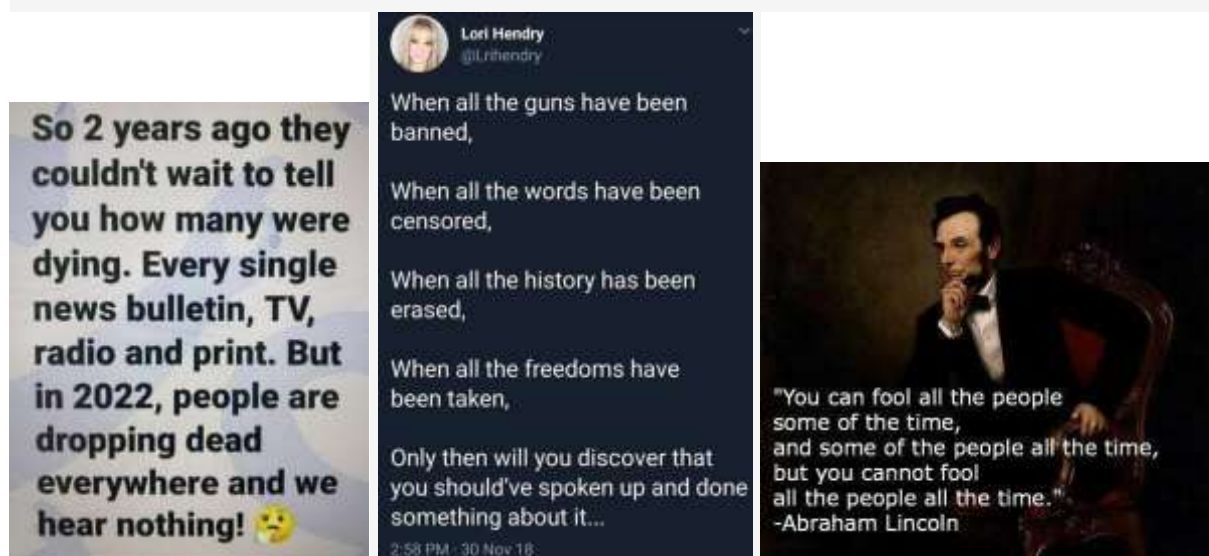 So 2 years ago they
couldn't wait to tell
you how many were
dying. Every single
news bulletin, TV,
radio and print. But
in 2022, people are
dropping dead
everywhere and we
hear nothing!
Lori Hendry
@Lrihendry
When all the guns have been
banned,
When all the words have been
censored,
When all the history has been
erased,
When all the freedoms have
been taken,
Only then will you discover that
you should've spoken up and done
something about it...
2:58 PM · 30 Nov 18
"You can fool all the people
some of the time,
and some of the people all the time,
but you cannot fool
all the people all the time."
-Abraham Lincoln